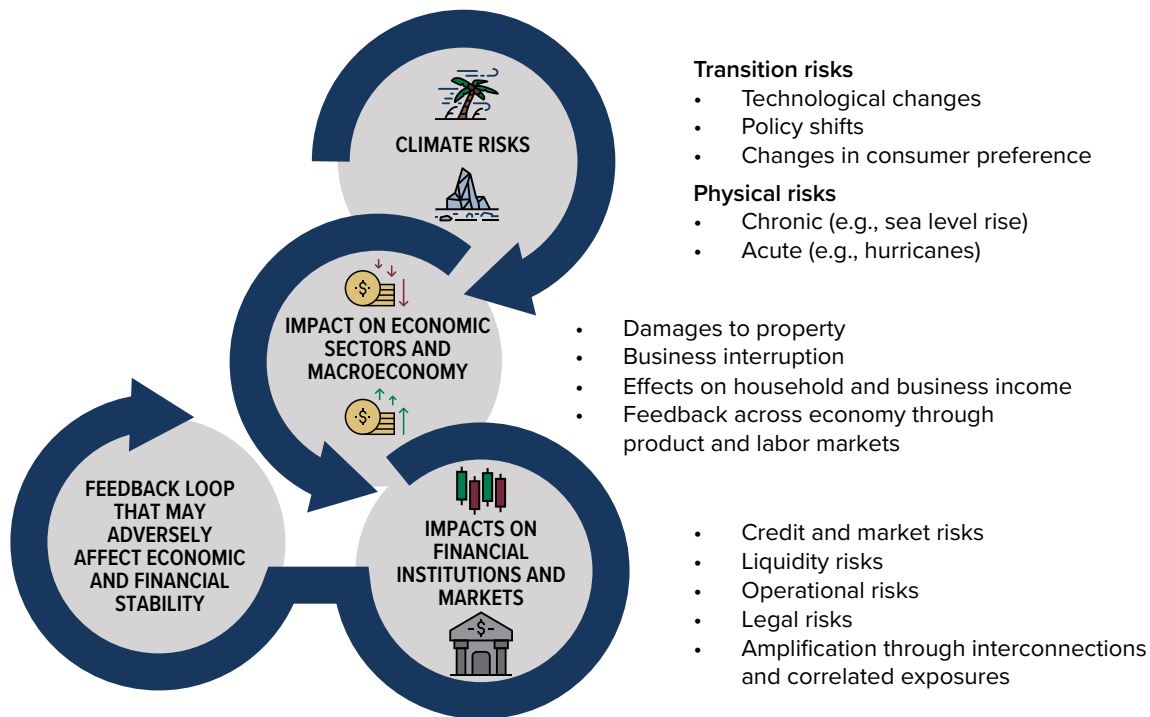 CLIMATE RISKS
Transition risks
• Technological changes
• Policy shifts
• Changes in consumer preference
Physical risks
• Chronic (e.g., sea level rise)
• Acute (e.g., hurricanes)
$
IMPACT ON ECONOMIC
SECTORS AND
MACROECONOMY
$
• Damages to property
• Business interruption
• Effects on household and business income
• Feedback across economy through
product and labor markets
FEEDBACK LOOP
THAT MAY
ADVERSELY
AFFECT ECONOMIC
AND FINANCIAL
STABILITY
IMPACTS ON
FINANCIAL
INSTITUTIONS AND
MARKETS
$
• Credit and market risks
• Liquidity risks
• Operational risks
• Legal risks
• Amplification through interconnections
and correlated exposures